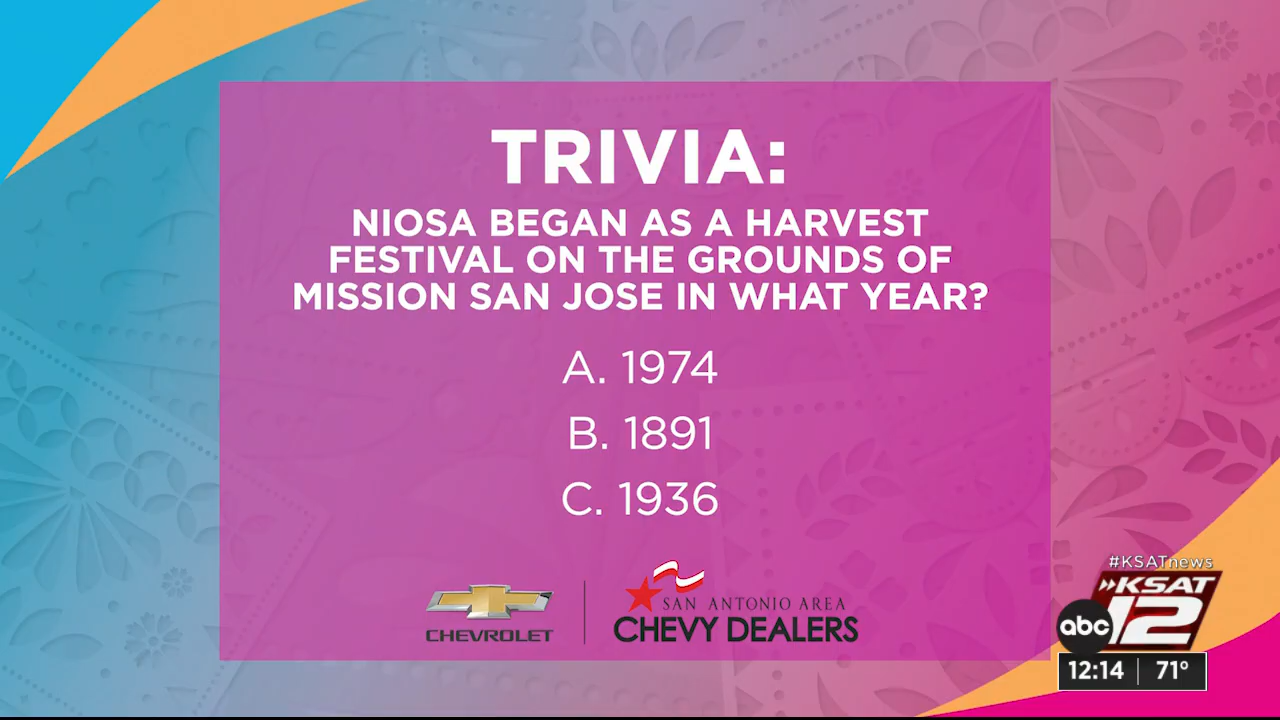 TRIVIA:
NIOSA BEGAN AS A HARVEST
FESTIVAL ON THE GROUNDS OF
MISSION SAN JOSE IN WHAT YEAR?
A. 1974
B. 1891
C. 1936
CHEVROLET
SAN ANTONIO AREA
CHEVY DEALERS
#KSATnews
KSAT
abc 12
12:14 71°